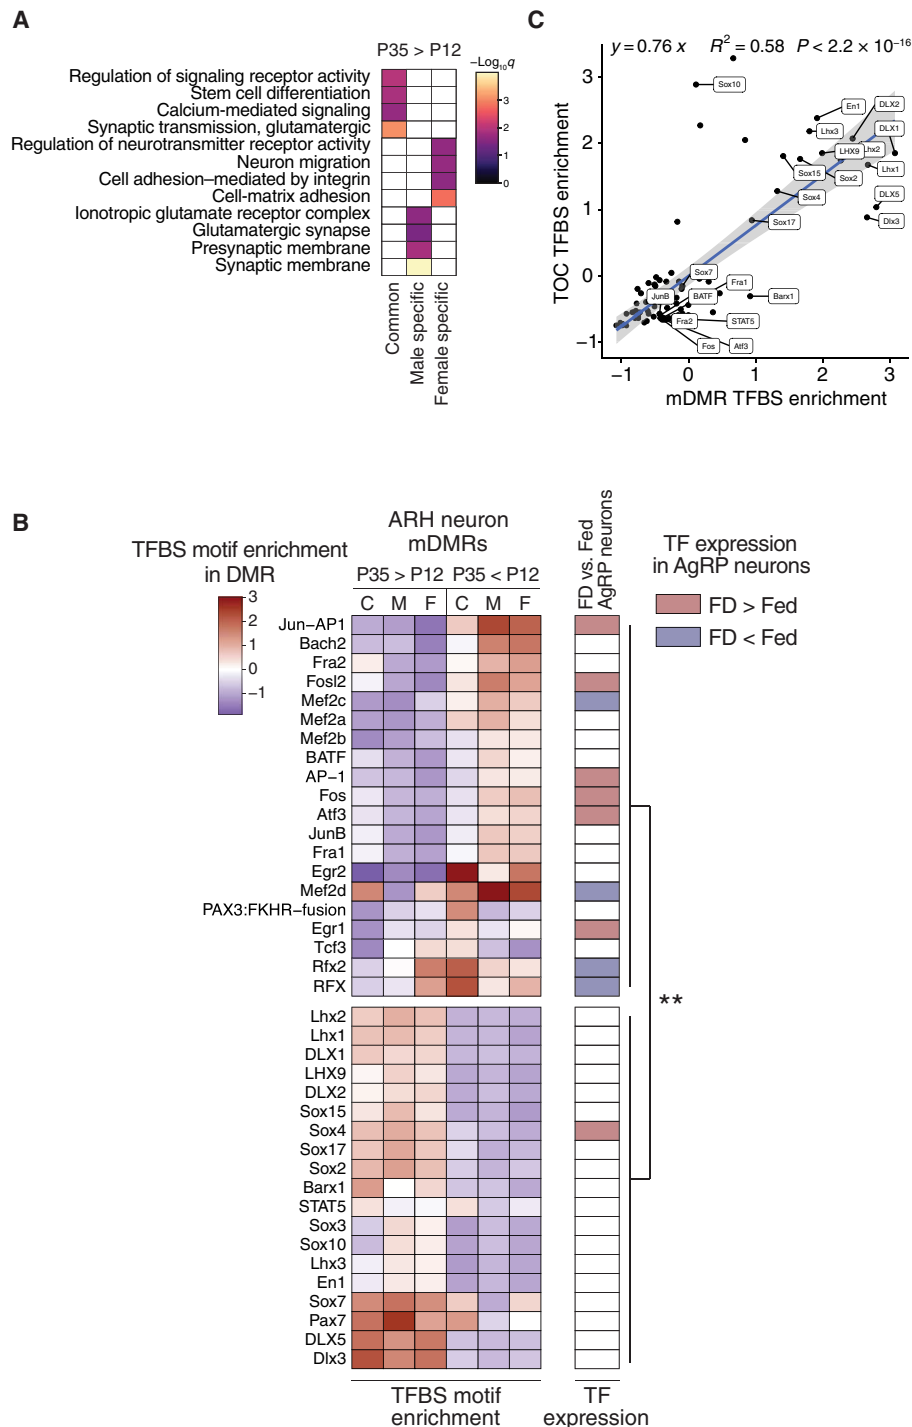 A
P35 > P12
Regulation of signaling receptor activity
Stem cell differentiation
Calcium-mediated signaling
Synaptic transmission, glutamatergic
Regulation of neurotransmitter receptor activity
Neuron migration
Cell adhesion–mediated by integrin
Cell-matrix adhesion
Ionotropic glutamate receptor complex
Glutamatergic synapse
Presynaptic membrane
Synaptic membrane
Common
Male specific
Female specific
−Log10q
3
2
1
0
C
y = 0.76 x R² = 0.58 P < 2.2 × 10−16
TOC TFBS enrichment
3
2
1
0
−1
Sox10
En1
DLX2
Lhx3
DLX1
LHX9
Lhx2
Sox15
Sox2
Lhx1
Sox4
DLX5
Sox17
Dlx3
Sox7
Fra1
JunB
BATF
Barx1
Fra2
STAT5
Fos
Atf3
−1 0 1 2 3
mDMR TFBS enrichment
B
TFBS motif enrichment
in DMR
3
2
1
0
−1
ARH neuron
mDMRs
P35 > P12 P35 < P12
C M F C M F
FD vs. Fed
AgRP neurons
TF expression
in AgRP neurons
FD > Fed
FD < Fed
Jun-AP1
Bach2
Fra2
Fosl2
Mef2c
Mef2a
Mef2b
BATF
AP−1
Fos
Atf3
JunB
Fra1
Egr2
Mef2d
PAX3:FKHR−fusion
Egr1
Tcf3
Rfx2
RFX
**
Lhx2
Lhx1
DLX1
LHX9
DLX2
Sox15
Sox4
Sox17
Sox2
Barx1
STAT5
Sox3
Sox10
Lhx3
En1
Sox7
Pax7
DLX5
Dlx3
TFBS motif
enrichment
TF
expression